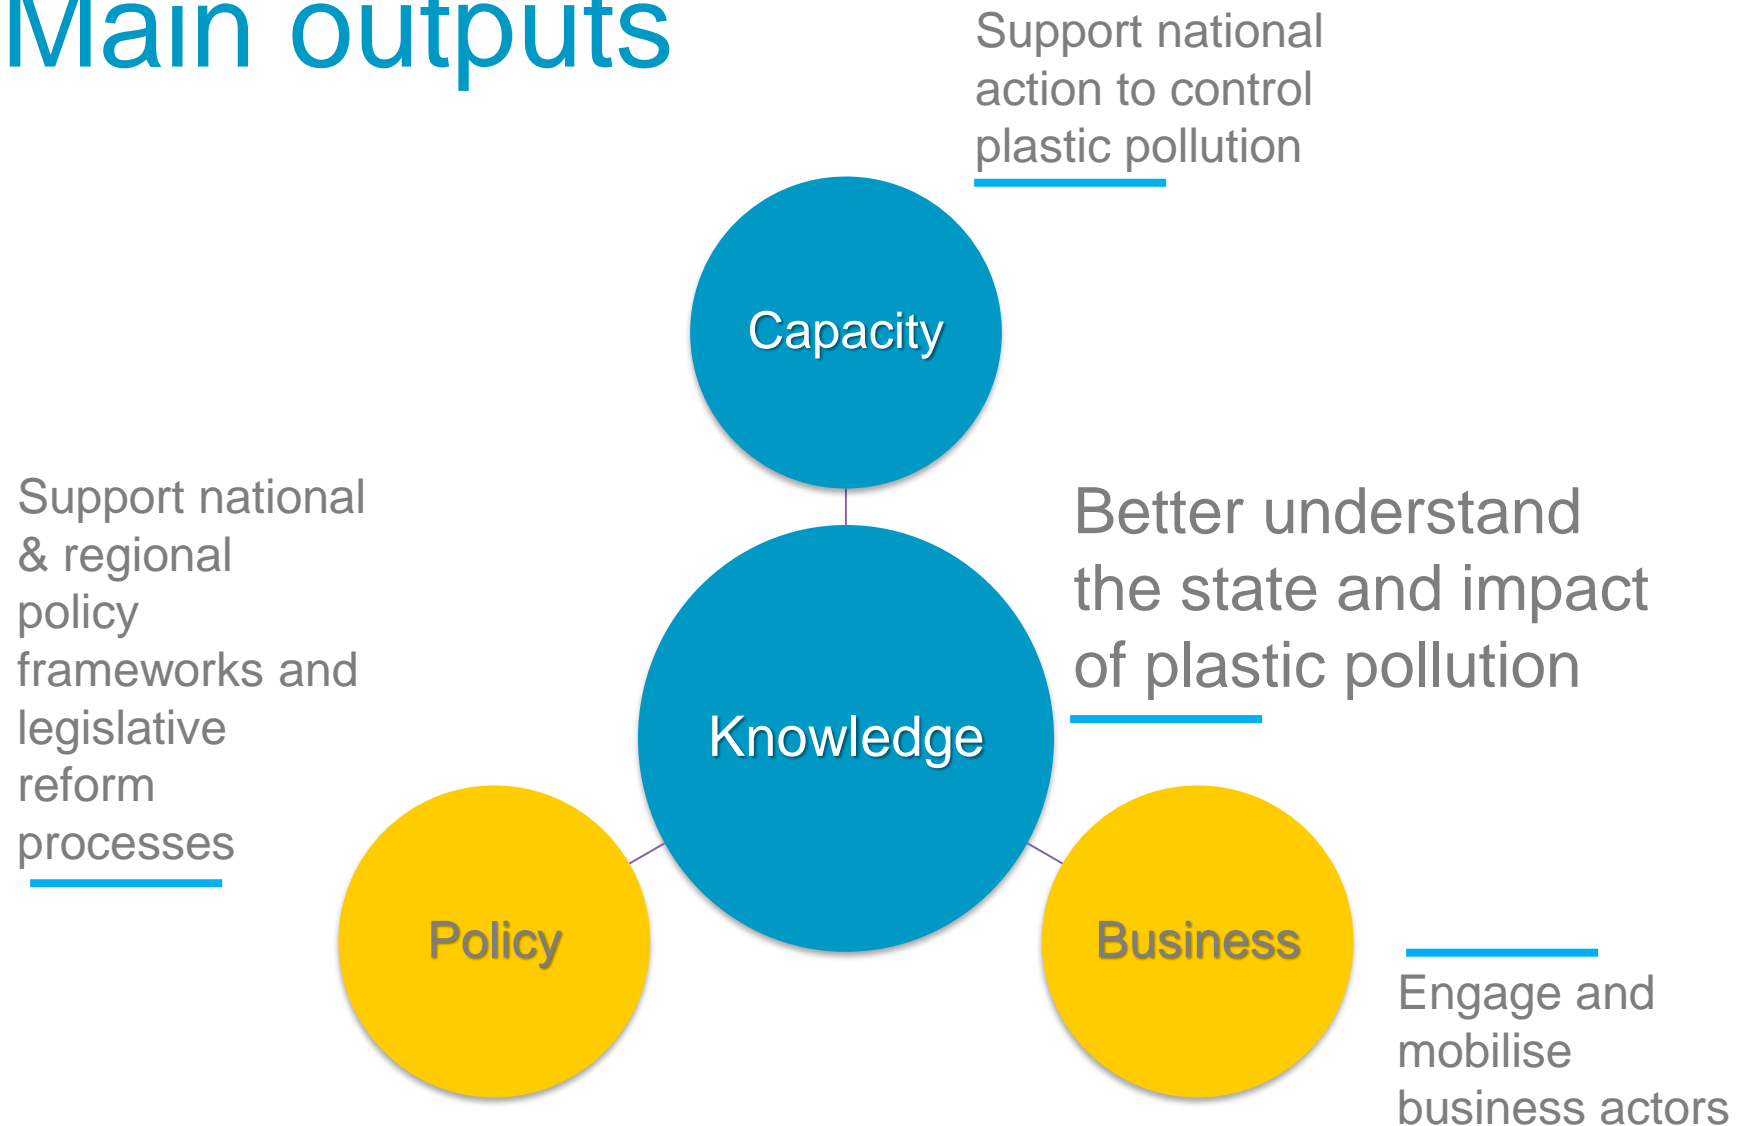 Main outputs
Support national
action to control
plastic pollution
Capacity
Support national
& regional
policy
frameworks and
legislative
reform
processes
Better understand
the state and impact
of plastic pollution
Knowledge
Policy
Business
Engage and
mobilise
business actors